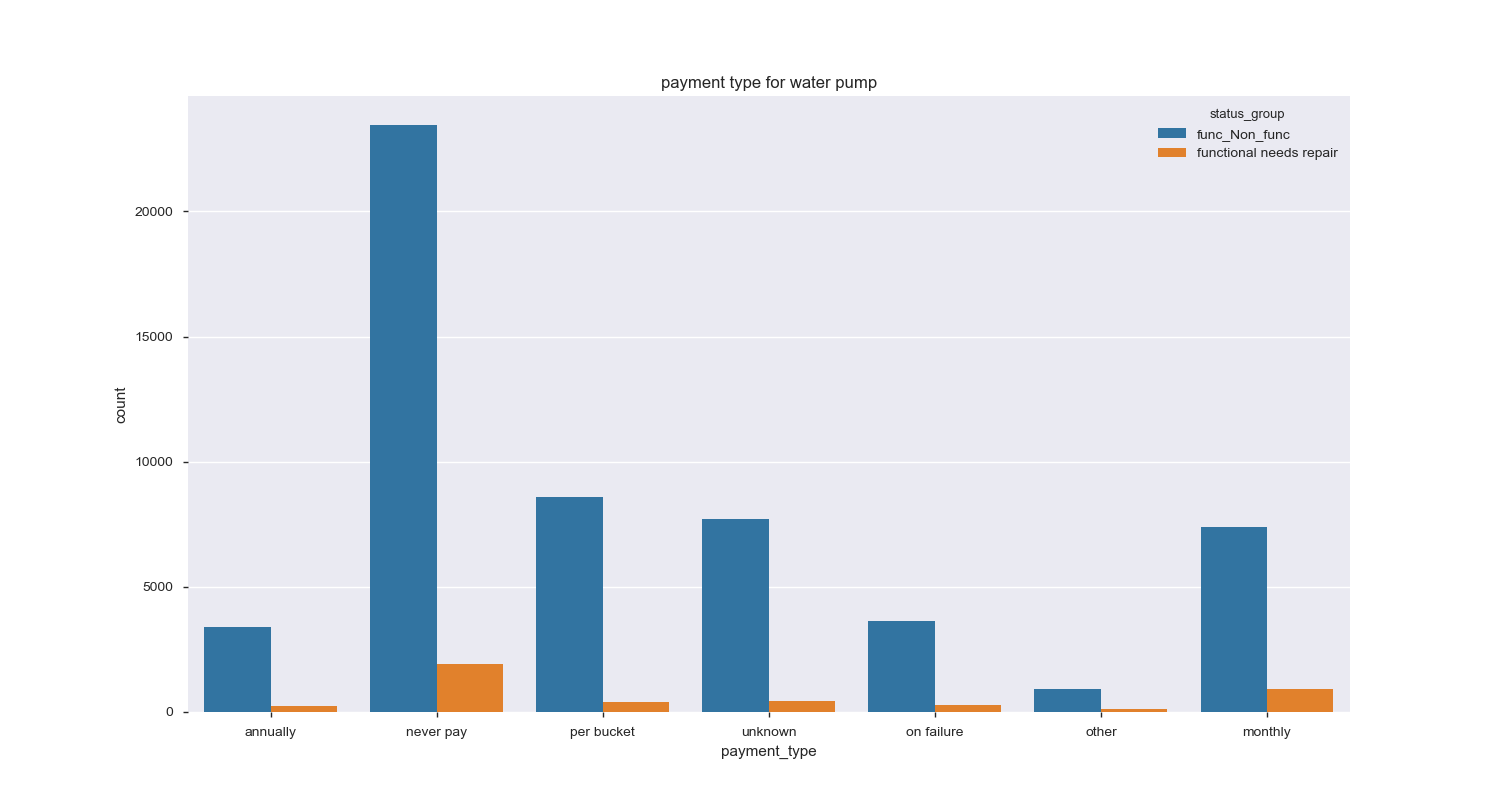 payment type for water pump
status_group
func_Non_func
functional needs repair
20000
15000
10000
5000
0
count
annually never pay per bucket unknown on failure other monthly
payment_type